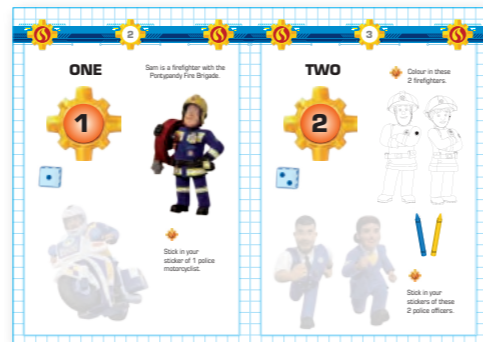 2
3
ONE
Sam is a firefighter with the
Pontypandy Fire Brigade.
1
Stick in your
sticker of 1 police
motorcyclist.
TWO
Colour in these
2 firefighters.
2
Stick in your
stickers of these
2 police officers.